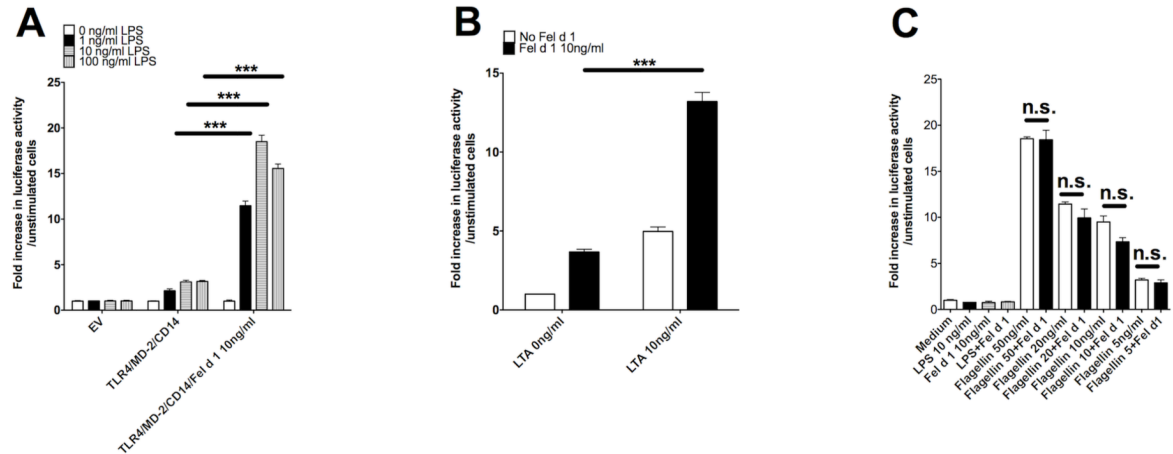 A
0 ng/ml LPS
1 ng/ml LPS
10 ng/ml LPS
100 ng/ml LPS
Fold increase in luciferase activity
/unstimulated cells
25
20
15
10
5
0
***
***
***
EV
TLR4/MD-2/CD14
TLR4/MD-2/CD14/Fel d 1 10ng/ml
B
No Fel d 1
Fel d 1 10ng/ml
Fold increase in luciferase activity
/unstimulated cells
15
10
5
0
***
LTA 0ng/ml
LTA 10ng/ml
C
Fold increase in luciferase activity
/unstimulated cells
25
20
15
10
5
0
n.s.
n.s.
n.s.
n.s.
Medium
LPS 10 ng/ml
Fel d 1 10ng/ml
LPS+Fel d 1
Flagellin 50ng/ml
Flagellin 50+Fel d 1
Flagellin 20ng/ml
Flagellin 20+Fel d 1
Flagellin 10ng/ml
Flagellin 10+Fel d 1
Flagellin 5ng/ml
Flagellin 5+Fel d1